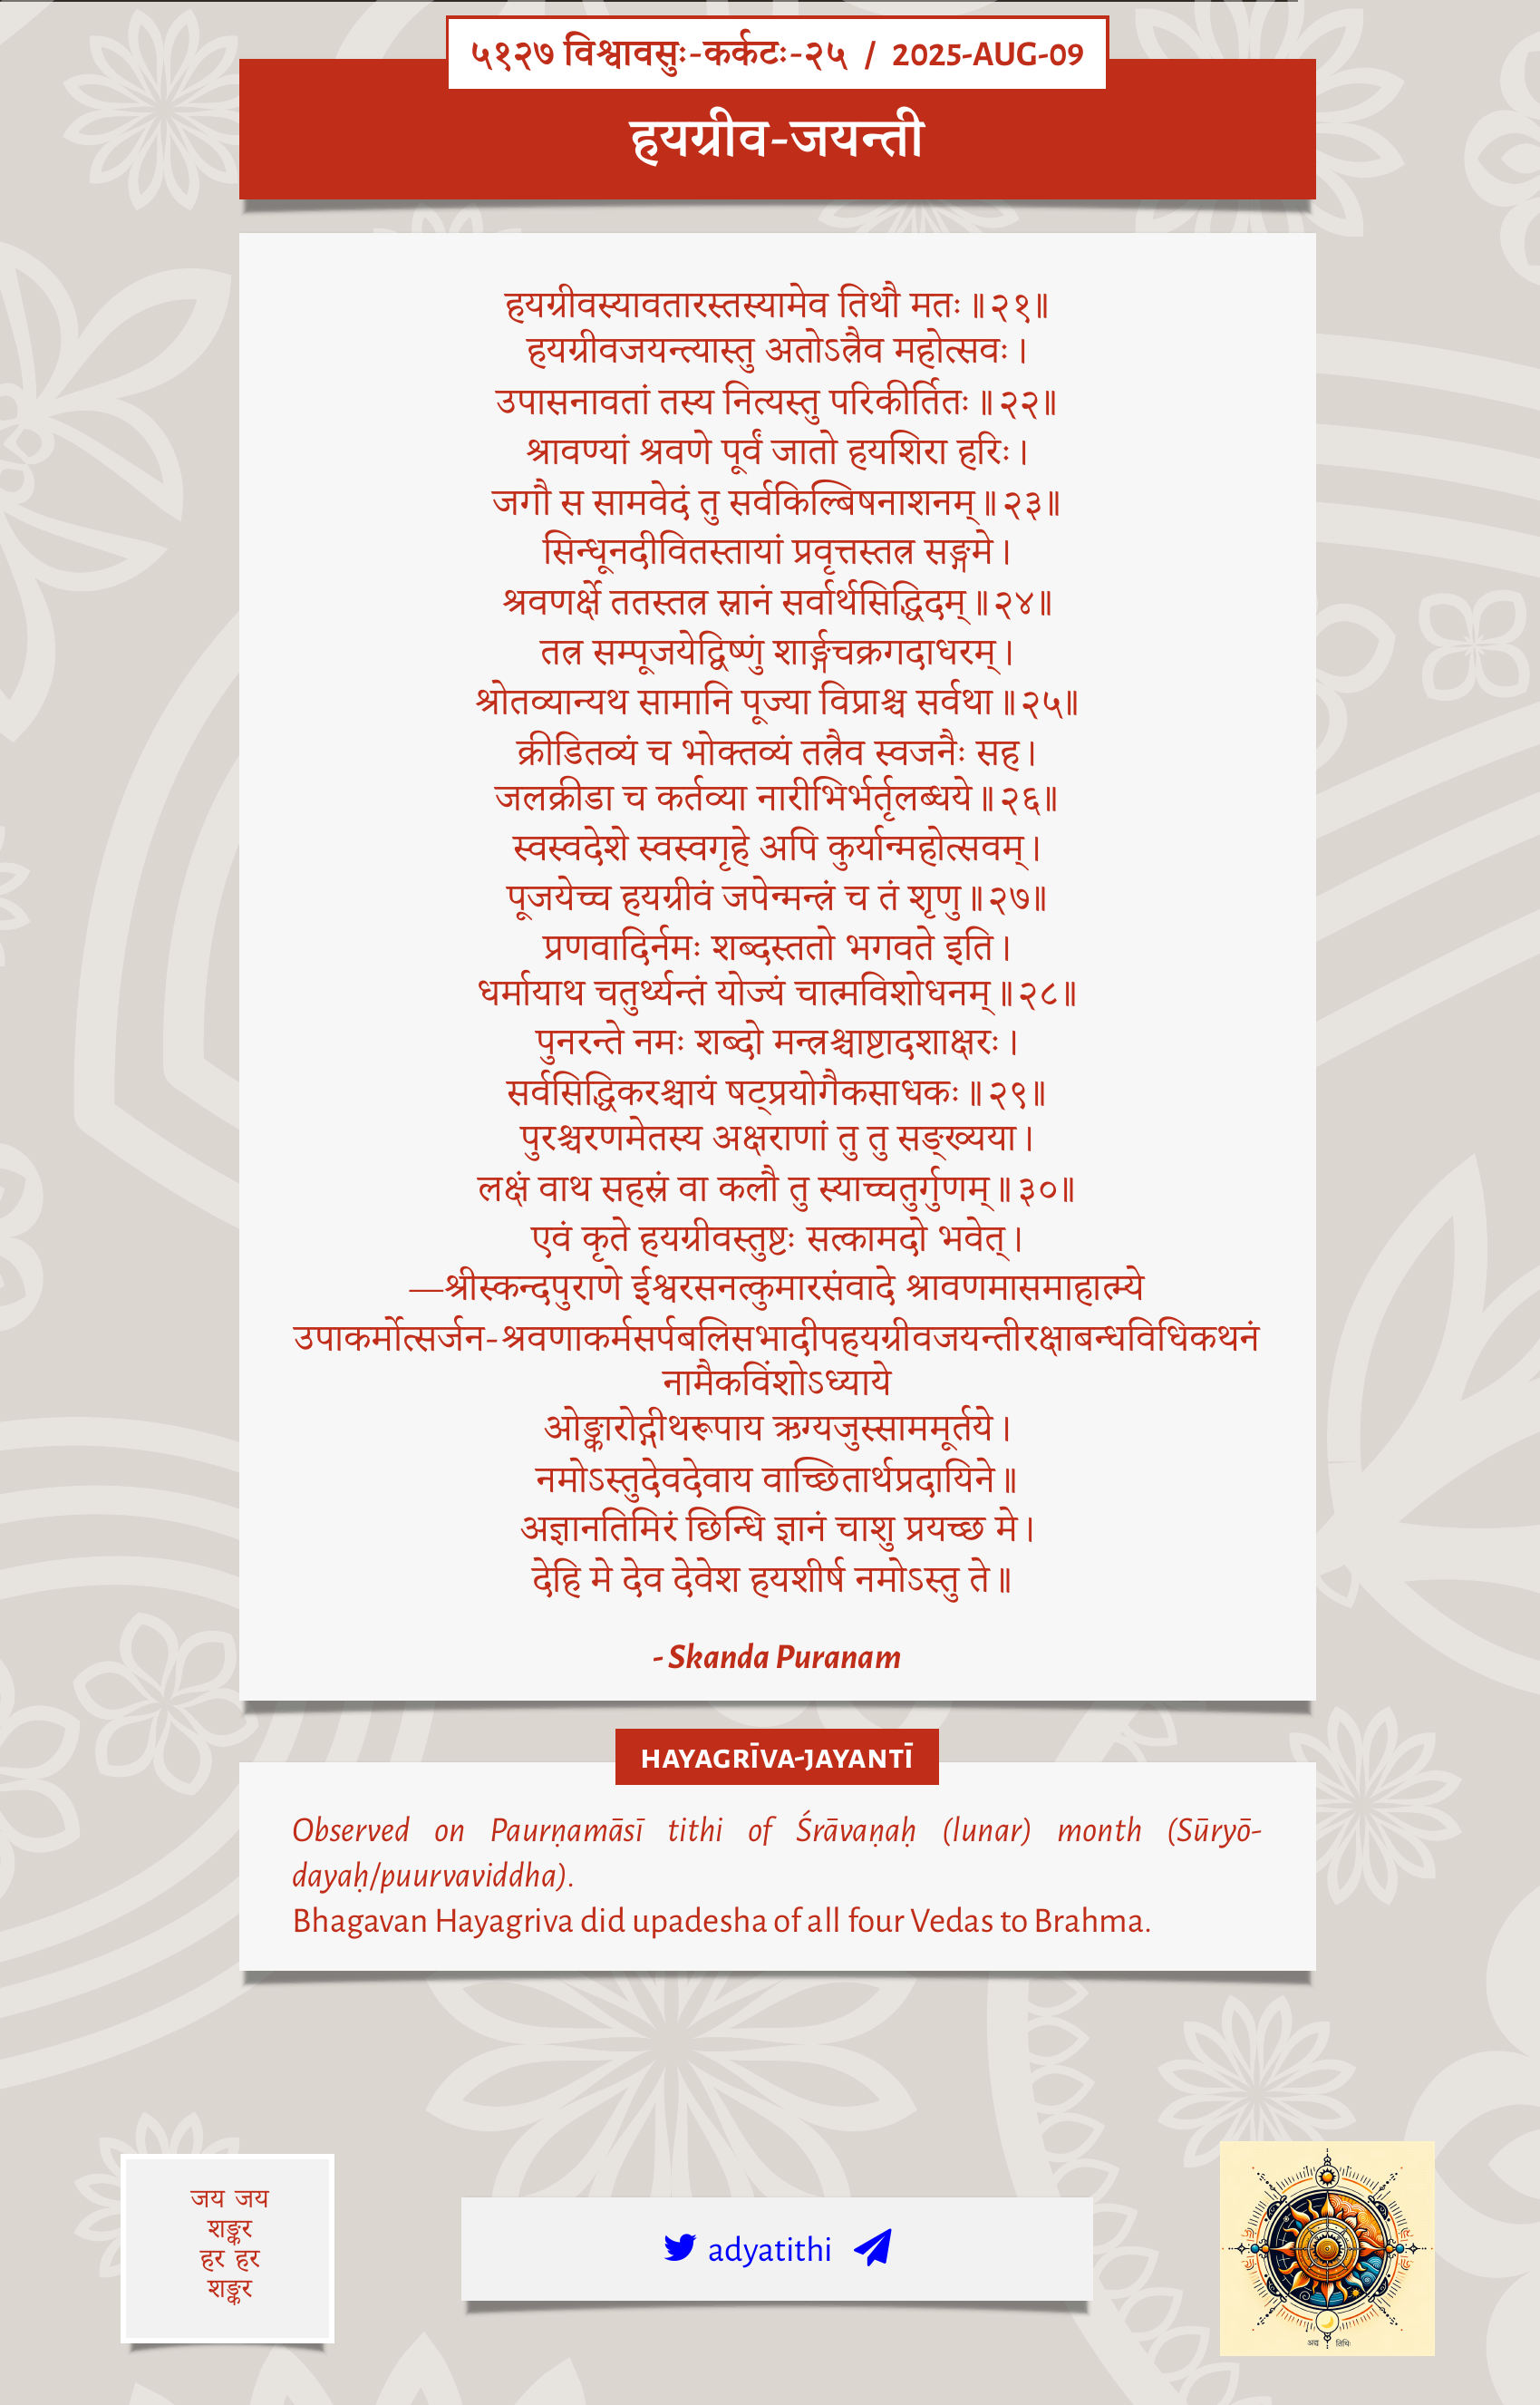 ५१२७ विश्वावसुः-कर्कटः-२५ / 2025-AUG-09
हयग्रीव-जयन्ती
हयग्रीवस्यावतारस्तस्यामेव तिथौ मतः॥२१॥
हयग्रीवजयन्त्यास्तु अतोऽत्रैव महोत्सवः।
उपासनावतां तस्य नित्यस्तु परिकीर्तितः॥२२॥
श्रावण्यां श्रवणे पूर्वं जातो हयशिरा हरिः।
जगौ स सामवेदं तु सर्वकिल्बिषनाशनम्॥२३॥
सिन्धूनदीवितस्तायां प्रवृत्तस्तत्र सङ्गमे।
श्रवणर्क्षे ततस्तत्र स्नानं सर्वार्थसिद्धिदम्॥२४॥
तत्र सम्पूजयेद्विष्णुं शार्ङ्गचक्रगदाधरम्।
श्रोतव्यान्यथ सामानि पूज्या विप्राश्च सर्वथा॥२५॥
क्रीडितव्यं च भोक्तव्यं तत्रैव स्वजनैः सह।
जलक्रीडा च कर्तव्या नारीभिर्भर्तृलब्धये॥२६॥
स्वस्वदेशे स्वस्वगृहे अपि कुर्यान्महोत्सवम्।
पूजयेच्च हयग्रीवं जपेन्मन्त्रं च तं शृणु॥२७॥
प्रणवादिर्नमः शब्दस्ततो भगवते इति।
धर्मायाथ चतुर्थ्यन्तं योज्यं चात्मविशोधनम्॥२८॥
पुनरन्ते नमः शब्दो मन्त्रश्चाष्टादशाक्षरः।
सर्वसिद्धिकरश्चायं षट्प्रयोगैकसाधकः॥२९॥
पुरश्चरणमेतस्य अक्षराणां तु तु सङ्ख्यया।
लक्षं वाथ सहस्रं वा कलौ तु स्याच्चतुर्गुणम्॥३०॥
एवं कृते हयग्रीवस्तुष्टः सत्कामदो भवेत्।
—श्रीस्कन्दपुराणे ईश्वरसनत्कुमारसंवादे श्रावणमासमाहात्म्ये
उपाकर्मोत्सर्जन-श्रवणाकर्मसर्पबलिसभादीपहयग्रीवजयन्तीरक्षाबन्धविधिकथनं
नामैकविंशोऽध्याये
ओङ्कारोद्गीथरूपाय ऋग्यजुस्साममूर्तये।
नमोऽस्तुदेवदेवाय वाच्छितार्थप्रदायिने॥
अज्ञानतिमिरं छिन्धि ज्ञानं चाशु प्रयच्छ मे।
देहि मे देव देवेश हयशीर्ष नमोऽस्तु ते॥
- Skanda Puranam
HAYAGRĪVA-JAYANTĪ
Observed on Paurṇamāsī tithi of Śrāvaṇaḥ (lunar) month (Sūryō-
dayaḥ/puurvaviddha).
Bhagavan Hayagriva did upadesha of all four Vedas to Brahma.
जय जय
शङ्कर
हर हर
शङ्कर
adyatithi
अद्य तिथिः